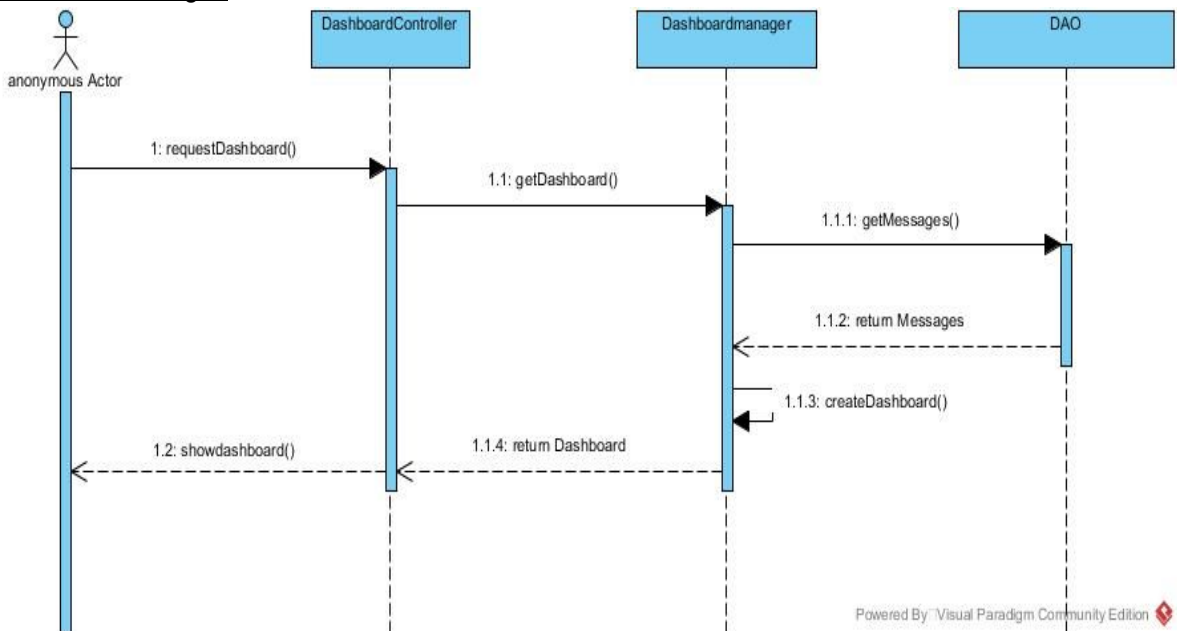 DashboardController
Dashboardmanager
DAO
anonymous Actor
1: requestDashboard()
1.1: getDashboard()
1.1.1: getMessages()
1.1.2: return Messages
1.1.3: createDashboard()
1.1.4: return Dashboard
1.2: showdashboard()
Powered By Visual Paradigm Community Edition